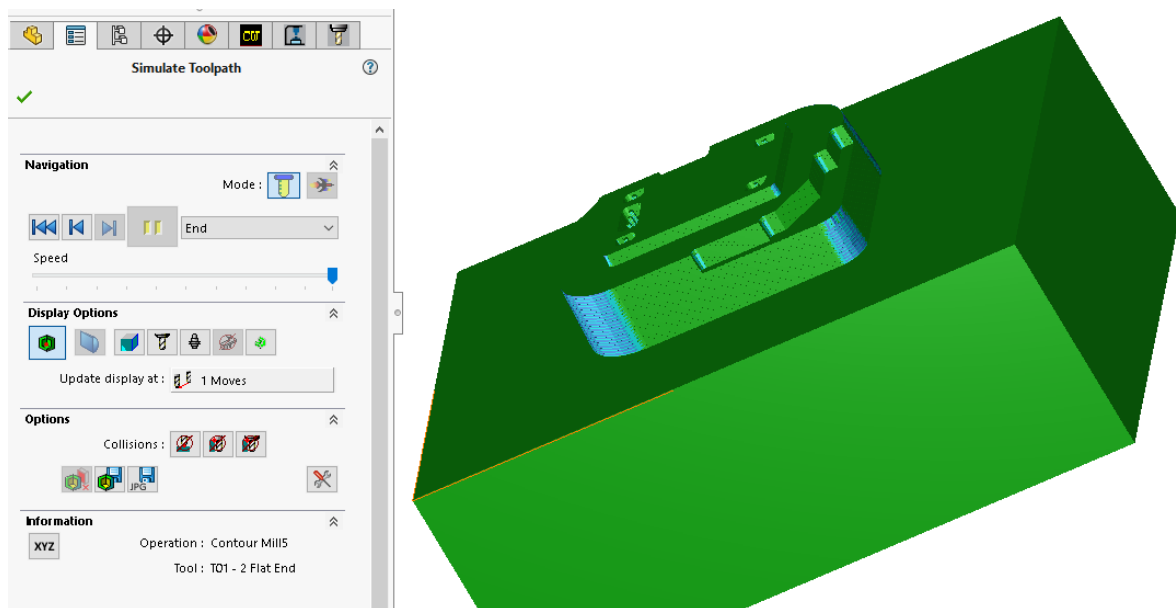 CUT
Simulate Toolpath
?
Navigation
Mode :
End
Speed
Display Options
Update display at : 1 Moves
Options
Collisions :
JPG
Information
XYZ Operation : Contour Mill5
Tool : T01 - 2 Flat End